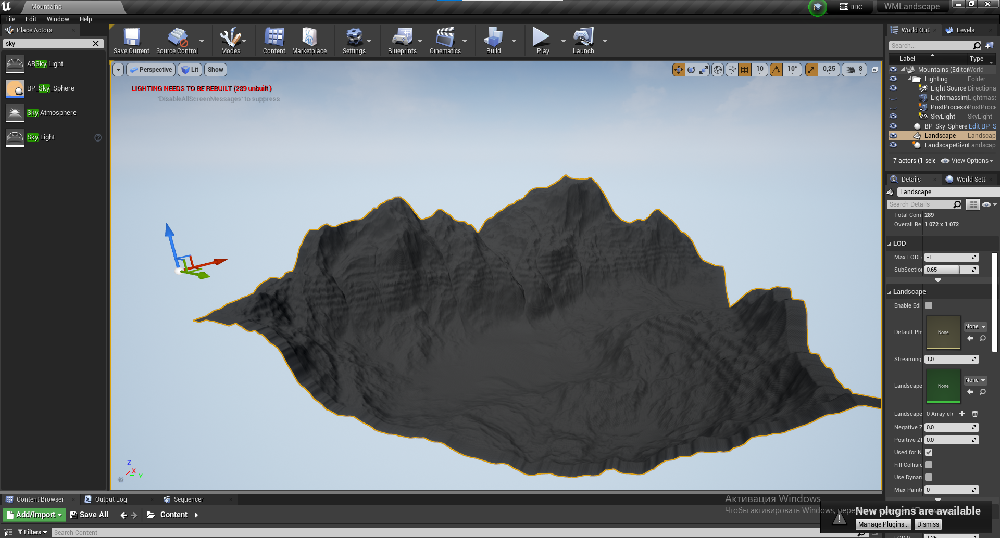 Mountains
DDC
WMLandscape
File Edit Window Help
Place Actors
sky
ARSky Light
BP_Sky_Sphere
Sky Atmosphere
Sky Light
Save Current
Source Control
Modes
Content
Marketplace
Settings
Blueprints
Cinematics
Build
Play
Launch
Perspective Lit Show
10 10° 0,25 8
LIGHTING NEEDS TO BE REBUILT (289 unbuilt )
'DisableAllScreenMessages' to suppress
Z
X
Y
World Outl Levels
Search...
Label Type
Mountains (Editor World
Lighting Folder
Light Source Directiona
LightmassIm Lightmass
PostProcessV PostProce
SkyLight SkyLight
BP_Sky_Sphere Edit BP_S
Landscape Landscap
LandscapeGizm Landscap
7 actors (1 sele View Options
Details World Sett
Landscape
Search Details
Total Com 289
Overall Re 1 072 x 1 072
LOD
Max LODLe -1
SubSection 0,65
Landscape
Enable Edi
Default Phy None None
Streaming 1,0
Landscape None None
Landscape 0 Array ele
Negative Z 0,0
Positive ZB 0,0
Used for N
Fill Collisio
Use Dynam
Max Painte 0
Content Browser Output Log Sequencer
Add/Import Save All Content
Filters Search Content
Активация Windows
Чтобы активировать Windows,
New plugins are available
Manage Plugins... Dismiss